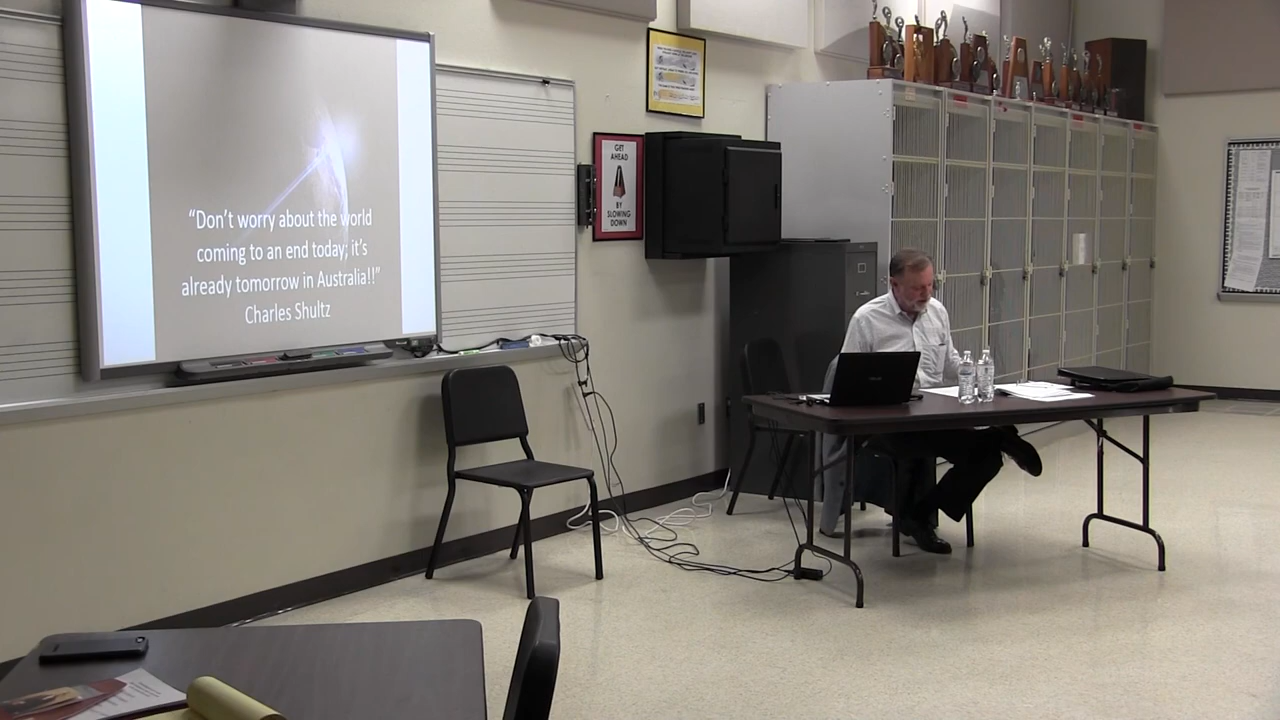 “Don’t worry about the world
coming to an end today; it’s
already tomorrow in Australia!!”
Charles Shultz
GET
AHEAD
BY
SLOWING
DOWN